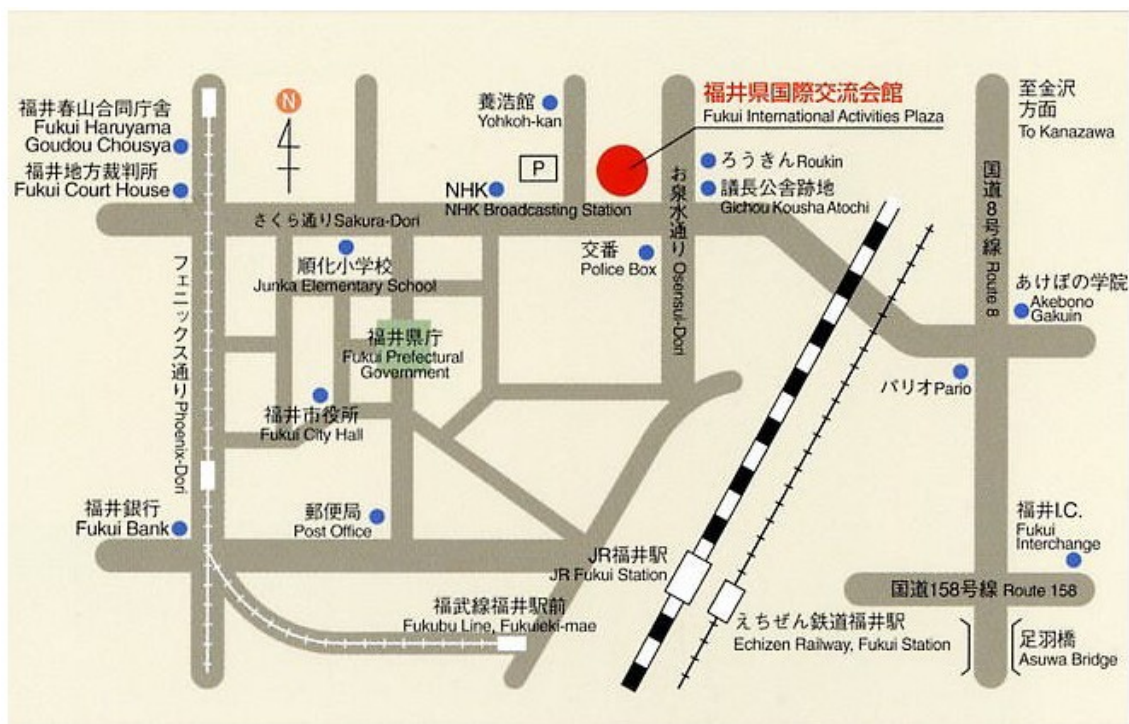 福井春山合同庁舎
Fukui Haruyama
Goudou Chousya
福井地方裁判所
Fukui Court House
N
養浩館
Yohkoh-kan
P
NHK
NHK Broadcasting Station
福井県国際交流会館
Fukui International Activities Plaza
ろうきん Roukin
議長公舎跡地
Gichou Kousha Atochi
至金沢
方面
To Kanazawa
国道8号線 Route 8
さくら通り Sakura-Dori
順化小学校
Junka Elementary School
交番
Police Box
お泉水通り Osensui-Dori
フェニックス通り Phoenix-Dori
福井県庁
Fukui Prefectural
Government
あけぼの学院
Akebono
Gakuin
パリオ Pario
福井市役所
Fukui City Hall
福井銀行
Fukui Bank
郵便局
Post Office
JR福井駅
JR Fukui Station
福井I.C.
Fukui
Interchange
国道158号線 Route 158
福武線福井駅前
Fukubu Line, Fukuieki-mae
えちぜん鉄道福井駅
Echizen Railway, Fukui Station
足羽橋
Asuwa Bridge